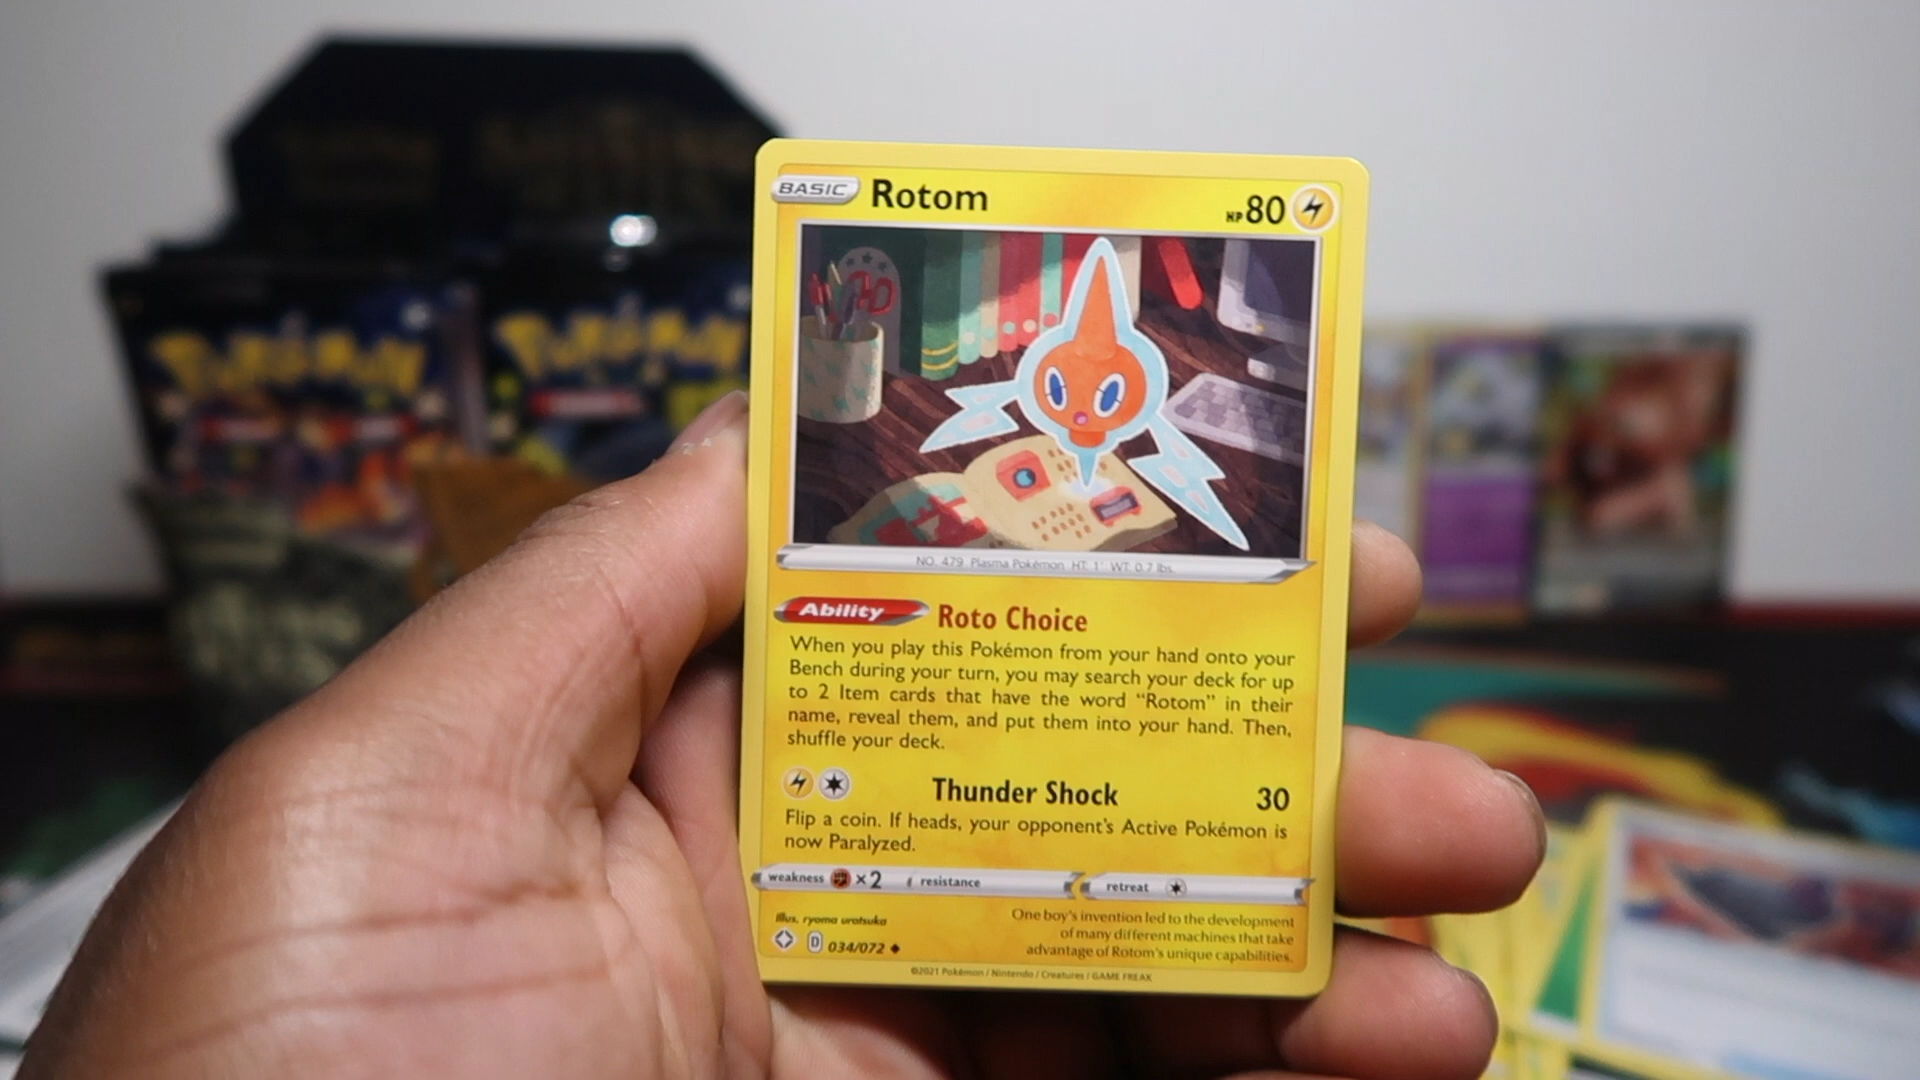 BASIC Rotom HP 80
NO. 479 Plasma Pokémon HT: 1' WT: 0.7 lbs.
Ability Roto Choice
When you play this Pokémon from your hand onto your
Bench during your turn, you may search your deck for up
to 2 Item cards that have the word “Rotom” in their
name, reveal them, and put them into your hand. Then,
shuffle your deck.
Thunder Shock 30
Flip a coin. If heads, your opponent's Active Pokémon is
now Paralyzed.
weakness ×2 resistance retreat
Illus. ryoma uratsuka
D 034/072
One boy's invention led to the development
of many different machines that take
advantage of Rotom's unique capabilities.
©2021 Pokémon / Nintendo / Creatures / GAME FREAK
Pokémon
Pokémon